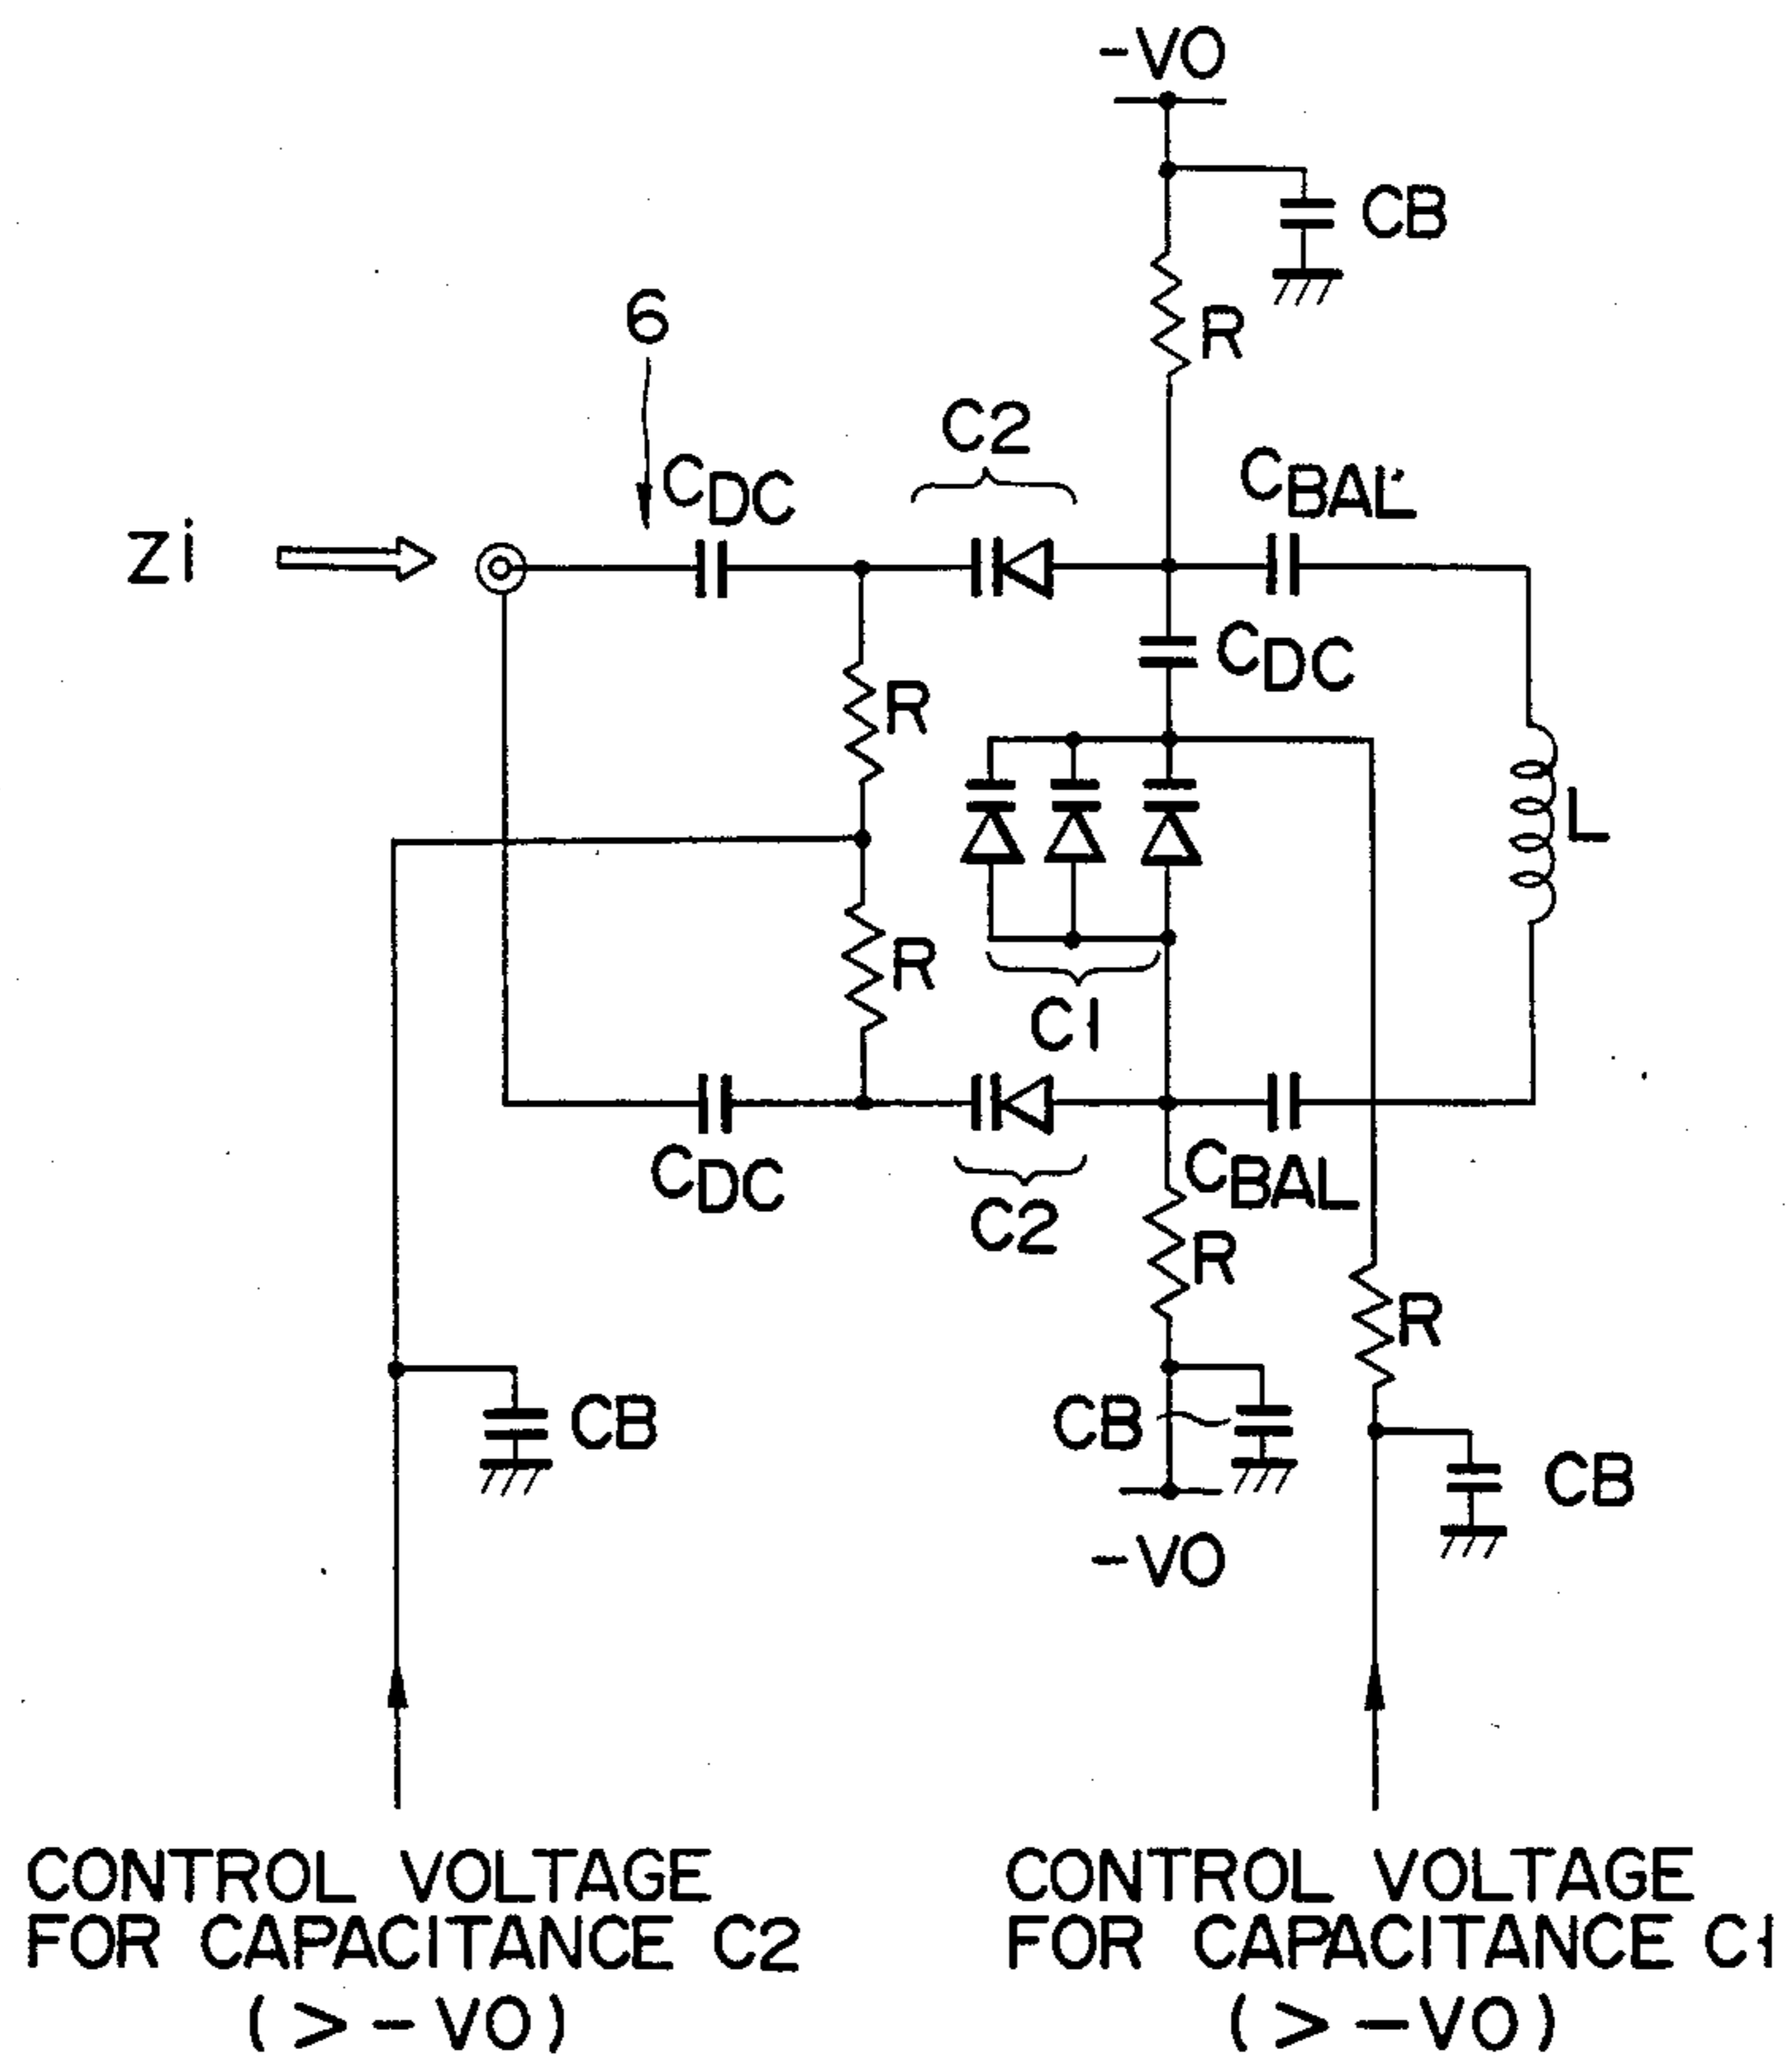 -VO
CB
R
6
C2
CDC
CBAL
Zi
CDC
R
L
R
C1
CDC
C2
CBAL
R
R
CB
CB
CB
-VO
CONTROL VOLTAGE
FOR CAPACITANCE C2
(>-VO)
CONTROL VOLTAGE
FOR CAPACITANCE C1
(>-VO)